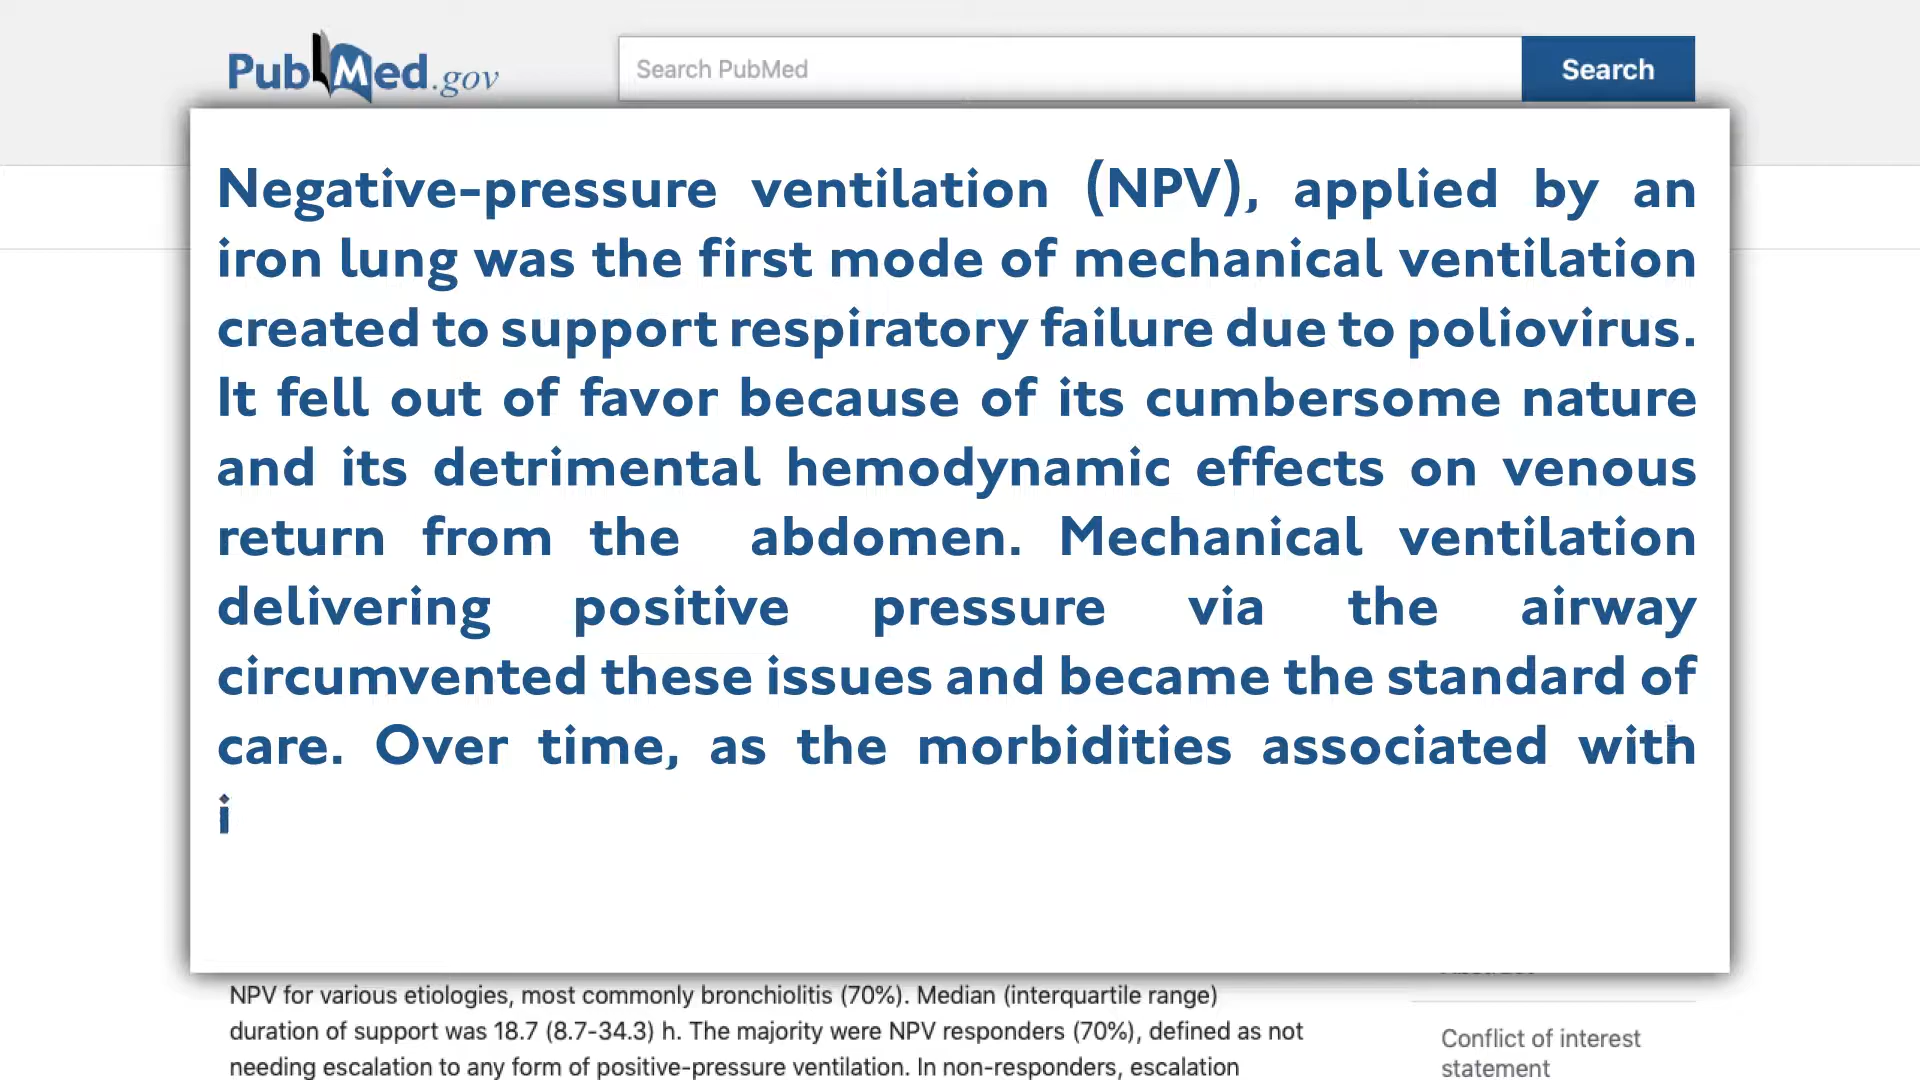 PubMed.gov
Search PubMed
Search
Negative-pressure ventilation (NPV), applied by an
iron lung was the first mode of mechanical ventilation
created to support respiratory failure due to poliovirus.
It fell out of favor because of its cumbersome nature
and its detrimental hemodynamic effects on venous
return from the abdomen. Mechanical ventilation
delivering positive pressure via the airway
circumvented these issues and became the standard of
care. Over time, as the morbidities associated with
i
NPV for various etiologies, most commonly bronchiolitis (70%). Median (interquartile range)
duration of support was 18.7 (8.7-34.3) h. The majority were NPV responders (70%), defined as not
needing escalation to any form of positive-pressure ventilation. In non-responders, escalation
Conflict of interest
statement